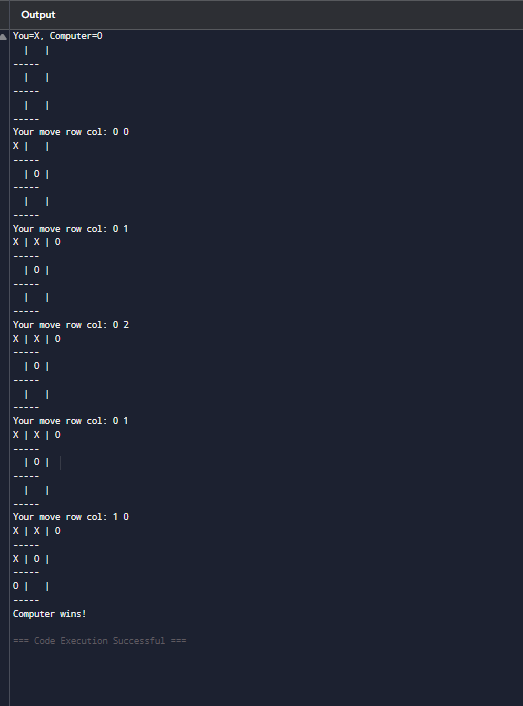 Output
You=X, Computer=O
  |   |
-----
  |   |
-----
  |   |
-----
Your move row col: 0 0
X |   |
-----
  | O |
-----
  |   |
-----
Your move row col: 0 1
X | X | O
-----
  | O |
-----
  |   |
-----
Your move row col: 0 2
X | X | O
-----
  | O |
-----
  |   |
-----
Your move row col: 0 1
X | X | O
-----
  | O |
-----
  |   |
-----
Your move row col: 1 0
X | X | O
-----
X | O |
-----
O |   |
-----
Computer wins!
=== Code Execution Successful ===